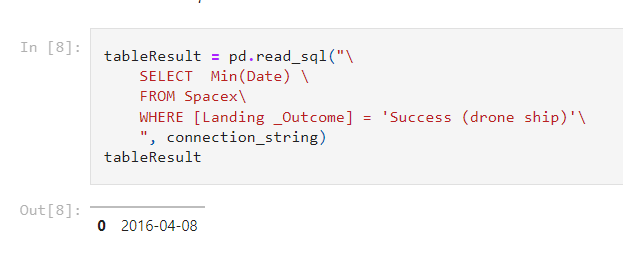 In [8]:
tableResult = pd.read_sql("\
SELECT  Min(Date) \
FROM Spacex\
WHERE [Landing _Outcome] = 'Success (drone ship)'\
", connection_string)
tableResult
Out[8]:
0 2016-04-08